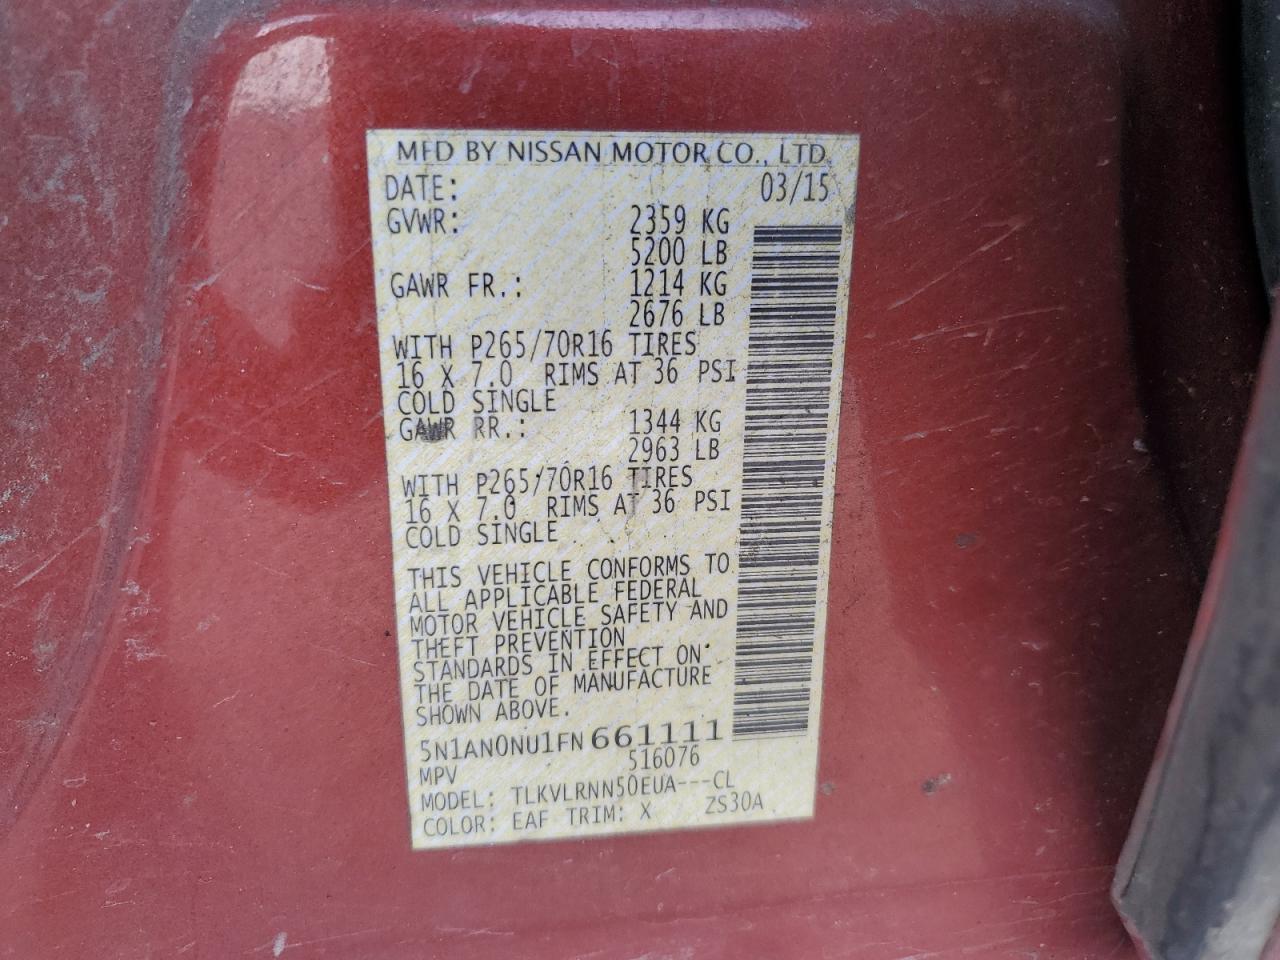 MFD BY NISSAN MOTOR CO., LTD.
DATE: 03/15
GVWR: 2359 KG
5200 LB
GAWR FR.: 1214 KG
2676 LB
WITH P265/70R16 TIRES
16 X 7.0 RIMS AT 36 PSI
COLD SINGLE
GAWR RR.: 1344 KG
2963 LB
WITH P265/70R16 TIRES
16 X 7.0 RIMS AT 36 PSI
COLD SINGLE
THIS VEHICLE CONFORMS TO
ALL APPLICABLE FEDERAL
MOTOR VEHICLE SAFETY AND
THEFT PREVENTION
STANDARDS IN EFFECT ON
THE DATE OF MANUFACTURE
SHOWN ABOVE.
5N1AN0NU1FN661111
MPV 516076
MODEL: TLKVLRNN50EUA---CL
COLOR: EAF TRIM: X ZS30A